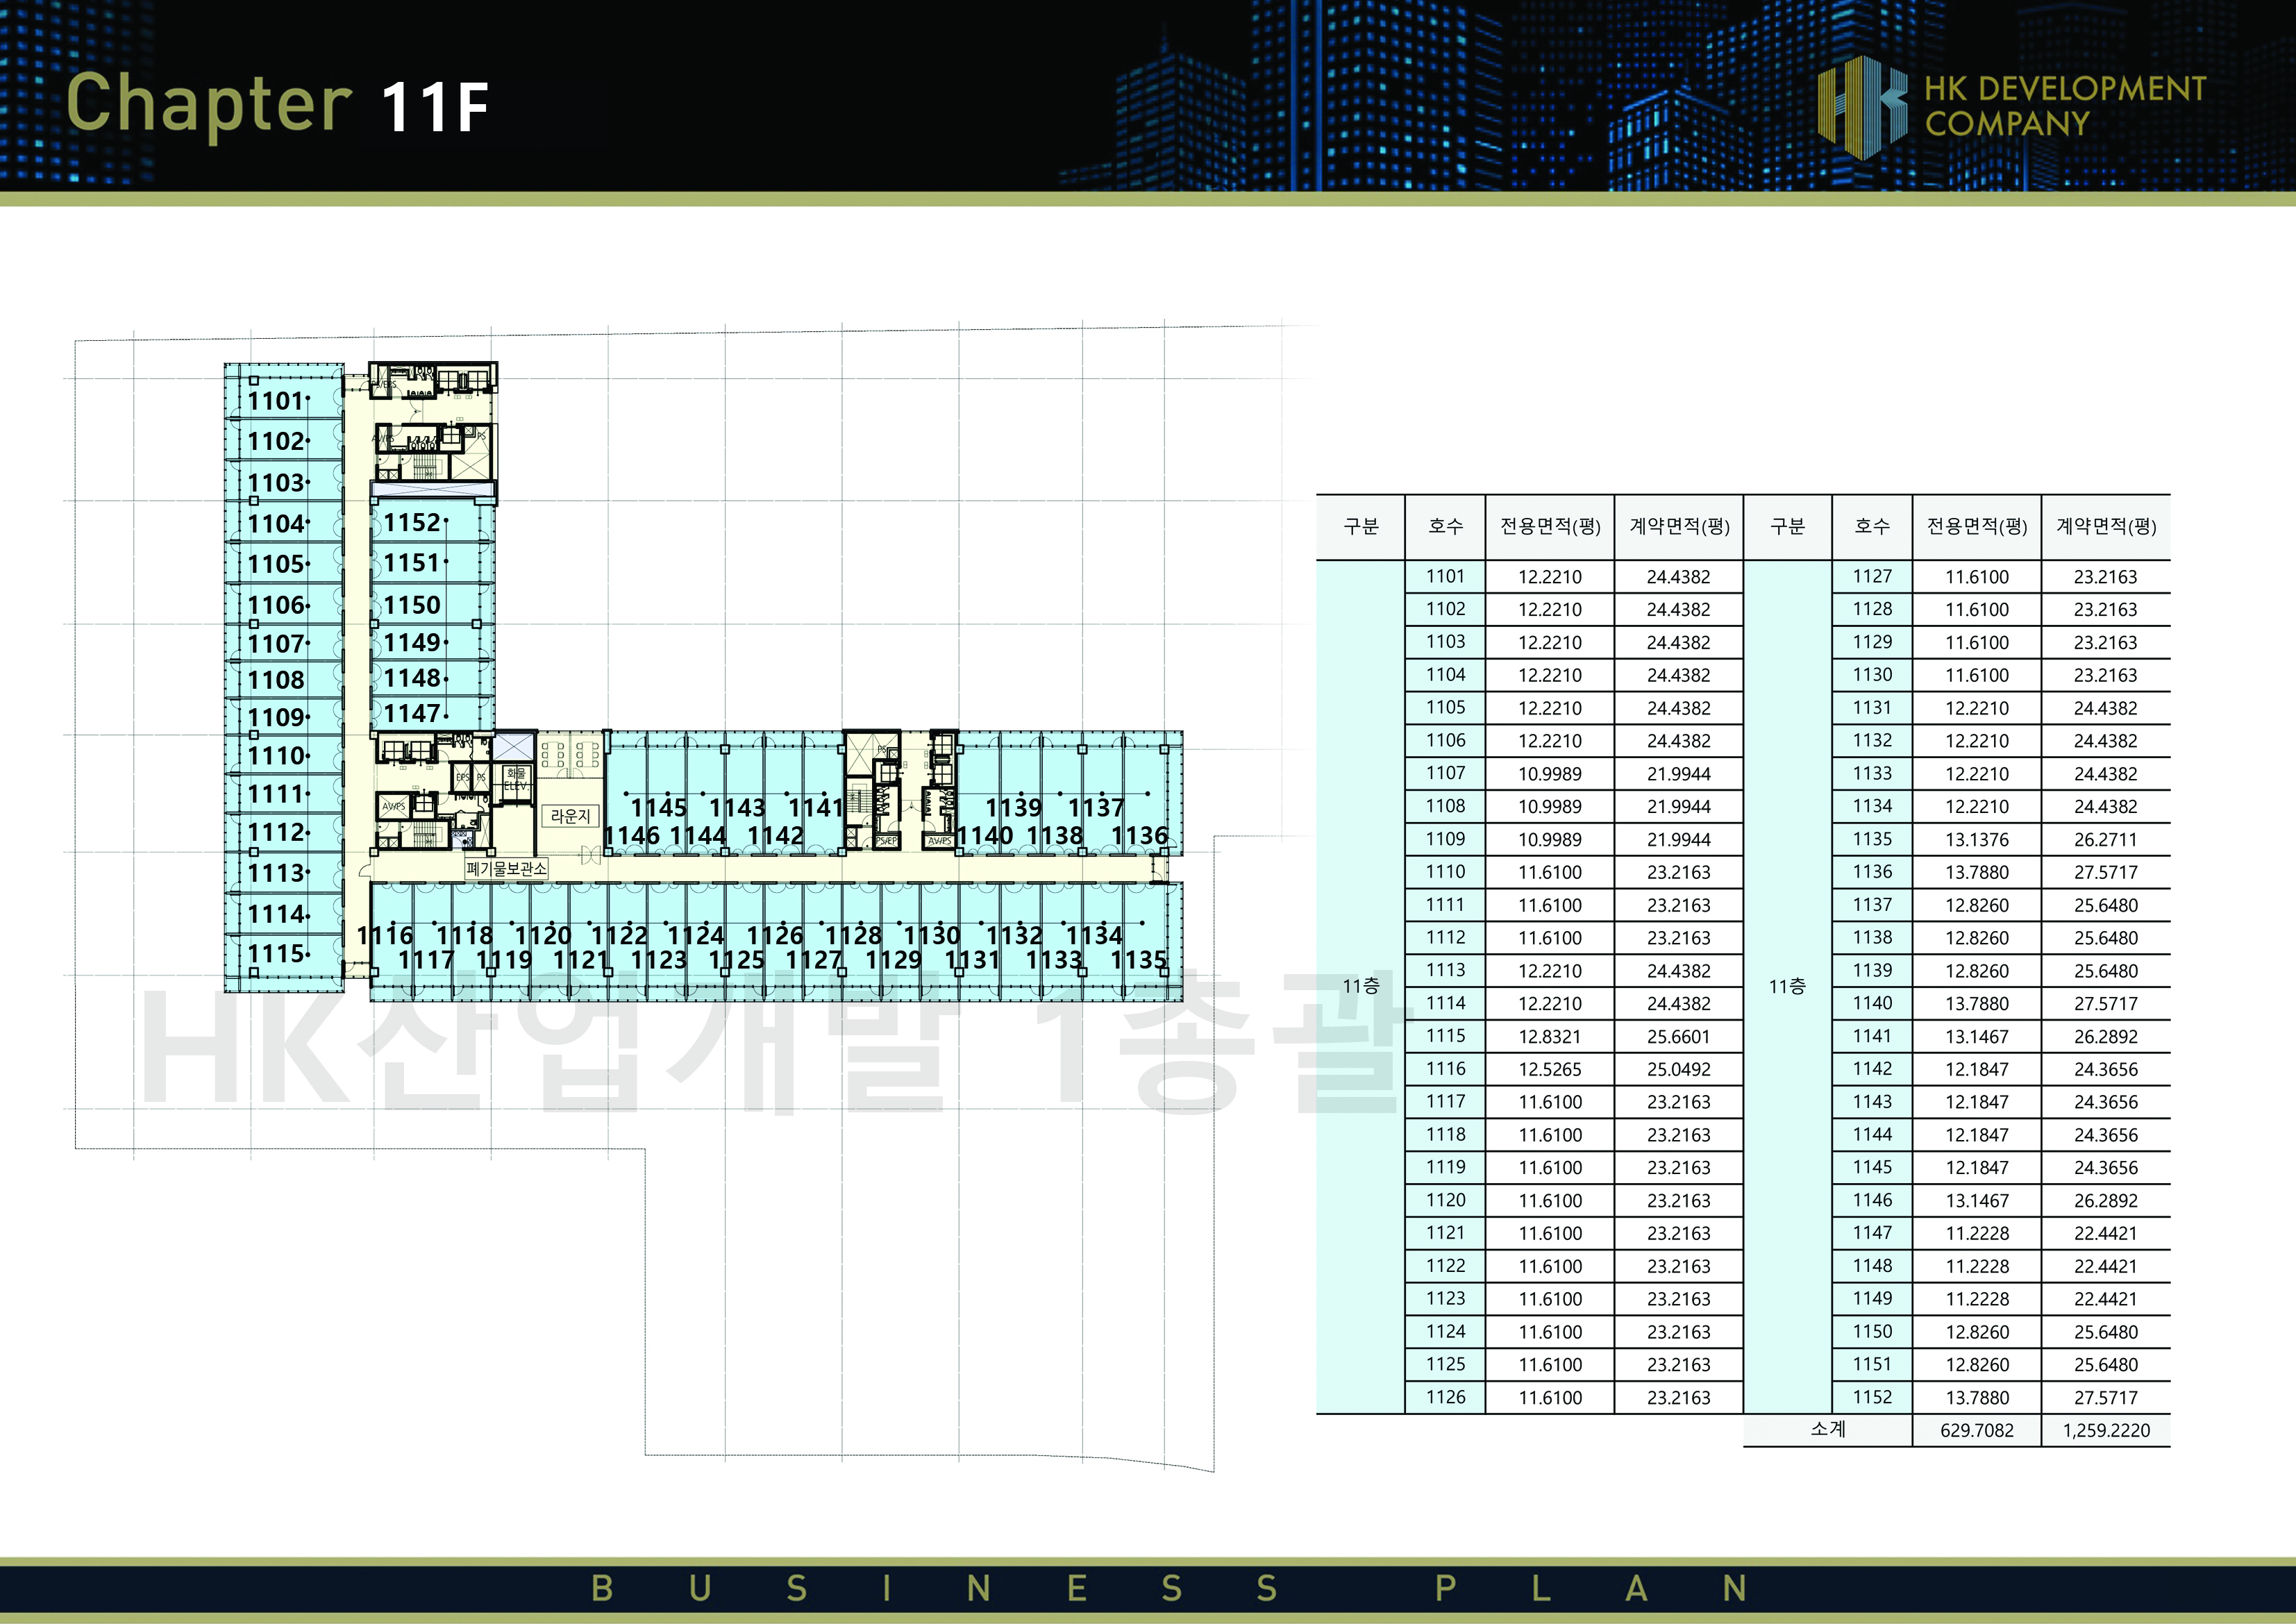 Chapter 11F
HK DEVELOPMENT
COMPANY
1101
1102
1103
1104
1105
1106
1107
1108
1109
1110
1111
1112
1113
1114
1115
1152
1151
1150
1149
1148
1147
AV/PS
PS
EPS
PS
AV/PS
화물
ELEV.
라운지
폐기물보관소
PS
PS/EPS
AV/PS
1145 1143 1141
1146 1144 1142
1139 1137
1140 1138 1136
1116 1118 1120 1122 1124 1126 1128 1130 1132 1134
1117 1119 1121 1123 1125 1127 1129 1131 1133 1135
HK산업개발 1총괄
구분 호수 전용면적(평) 계약면적(평) 구분 호수 전용면적(평) 계약면적(평)
1101 12.2210 24.4382 1127 11.6100 23.2163
1102 12.2210 24.4382 1128 11.6100 23.2163
1103 12.2210 24.4382 1129 11.6100 23.2163
1104 12.2210 24.4382 1130 11.6100 23.2163
1105 12.2210 24.4382 1131 12.2210 24.4382
1106 12.2210 24.4382 1132 12.2210 24.4382
1107 10.9989 21.9944 1133 12.2210 24.4382
1108 10.9989 21.9944 1134 12.2210 24.4382
1109 10.9989 21.9944 1135 13.1376 26.2711
1110 11.6100 23.2163 1136 13.7880 27.5717
1111 11.6100 23.2163 1137 12.8260 25.6480
1112 11.6100 23.2163 1138 12.8260 25.6480
1113 12.2210 24.4382 1139 12.8260 25.6480
11층 1114 12.2210 24.4382 11층 1140 13.7880 27.5717
1115 12.8321 25.6601 1141 13.1467 26.2892
1116 12.5265 25.0492 1142 12.1847 24.3656
1117 11.6100 23.2163 1143 12.1847 24.3656
1118 11.6100 23.2163 1144 12.1847 24.3656
1119 11.6100 23.2163 1145 12.1847 24.3656
1120 11.6100 23.2163 1146 13.1467 26.2892
1121 11.6100 23.2163 1147 11.2228 22.4421
1122 11.6100 23.2163 1148 11.2228 22.4421
1123 11.6100 23.2163 1149 11.2228 22.4421
1124 11.6100 23.2163 1150 12.8260 25.6480
1125 11.6100 23.2163 1151 12.8260 25.6480
1126 11.6100 23.2163 1152 13.7880 27.5717
소계 629.7082 1,259.2220
BUSINESS PLAN